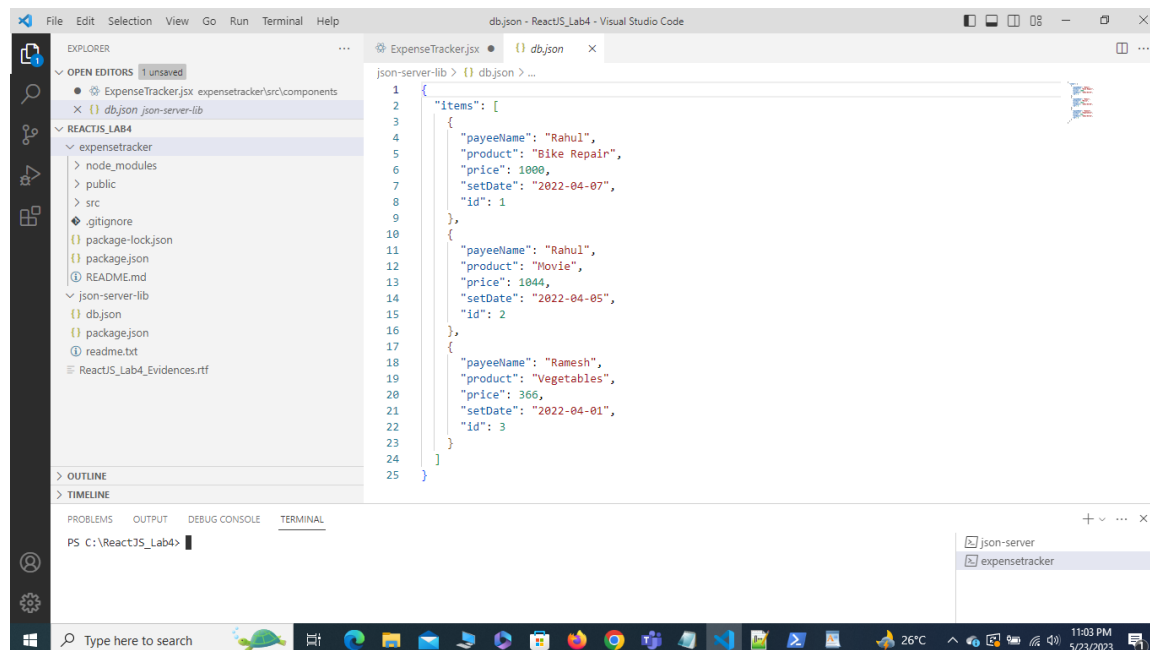 File Edit Selection View Go Run Terminal Help
db.json - ReactJS_Lab4 - Visual Studio Code
EXPLORER
OPEN EDITORS 1 unsaved
ExpenseTracker.jsx expensetracker\src\components
{} db.json json-server-lib
REACTJS_LAB4
expensetracker
node_modules
public
src
.gitignore
{} package-lock.json
{} package.json
README.md
json-server-lib
{} db.json
{} package.json
readme.txt
ReactJS_Lab4_Evidences.rtf
OUTLINE
TIMELINE
ExpenseTracker.jsx {} db.json
json-server-lib > {} db.json > ...
1 {
2 "items": [
3 {
4 "payeeName": "Rahul",
5 "product": "Bike Repair",
6 "price": 1000,
7 "setDate": "2022-04-07",
8 "id": 1
9 },
10 {
11 "payeeName": "Rahul",
12 "product": "Movie",
13 "price": 1044,
14 "setDate": "2022-04-05",
15 "id": 2
16 },
17 {
18 "payeeName": "Ramesh",
19 "product": "Vegetables",
20 "price": 366,
21 "setDate": "2022-04-01",
22 "id": 3
23 }
24 ]
25 }
PROBLEMS OUTPUT DEBUG CONSOLE TERMINAL
PS C:\ReactJS_Lab4>
json-server
expensetracker
1
Type here to search
26°C
11:03 PM
5/23/2023